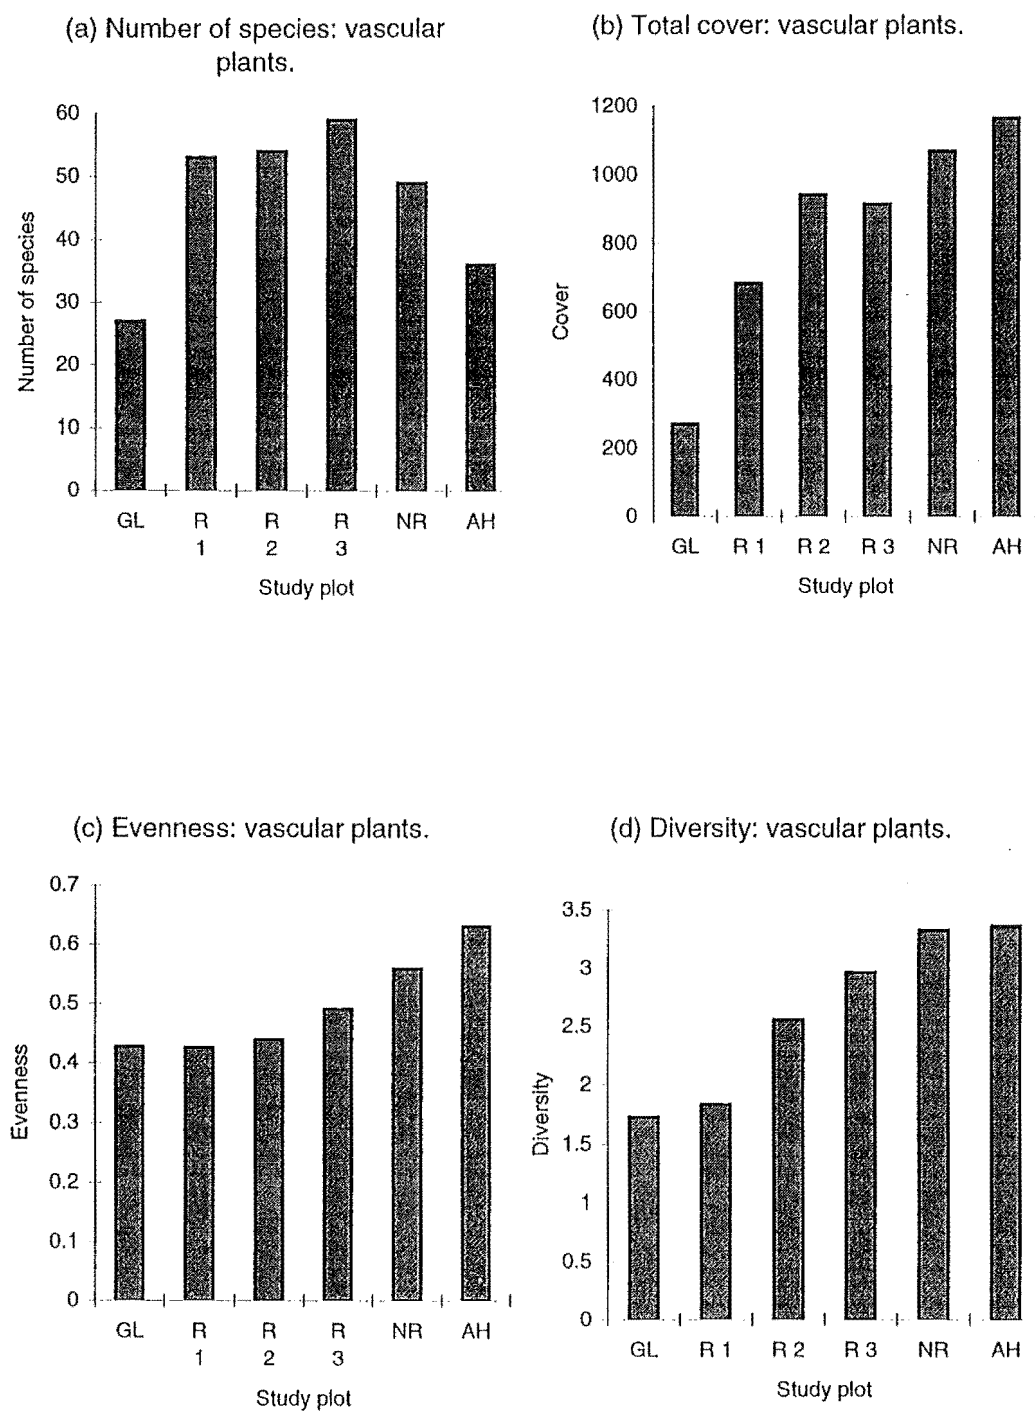 (a) Number of species: vascular
plants.
Number of species
60
50
40
30
20
10
0
GL R 1 R 2 R 3 NR AH
Study plot
(b) Total cover: vascular plants.
Cover
1200
1000
800
600
400
200
0
GL R 1 R 2 R 3 NR AH
Study plot
(c) Evenness: vascular plants.
Evenness
0.7
0.6
0.5
0.4
0.3
0.2
0.1
0
GL R 1 R 2 R 3 NR AH
Study plot
(d) Diversity: vascular plants.
Diversity
3.5
3
2.5
2
1.5
1
0.5
0
GL R 1 R 2 R 3 NR AH
Study plot